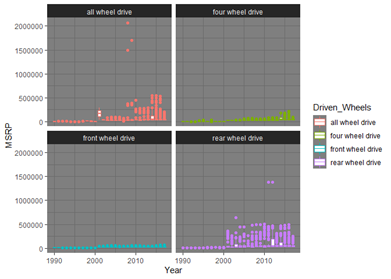 all wheel drive
four wheel drive
2000000
1500000
1000000
500000
0
front wheel drive
rear wheel drive
2000000
1500000
1000000
500000
0
1990
2000
2010
1990
2000
2010
MSRP
Year
Driven_Wheels
all wheel drive
four wheel drive
front wheel drive
rear wheel drive